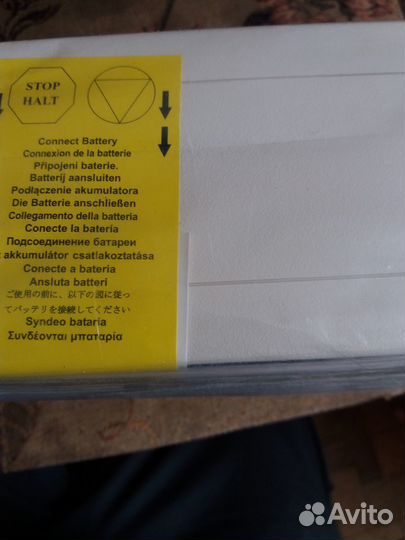 STOP
HALT
Connect Battery
Connexion de la batterie
Připojeni baterie.
Batterij aansluiten
Podłączenie akumulatora
Die Batterie anschließen
Collegamento della batteria
Conecte la batería
Подсоединение батареи
akkumulátor csatlakoztatása
Conecte a bateria
Ansluta batteri
ご使用の前に、以下の図に従っ
てバッテリを接続してください
Syndeo bataria
Συνδέονται μπαταρία
Avito